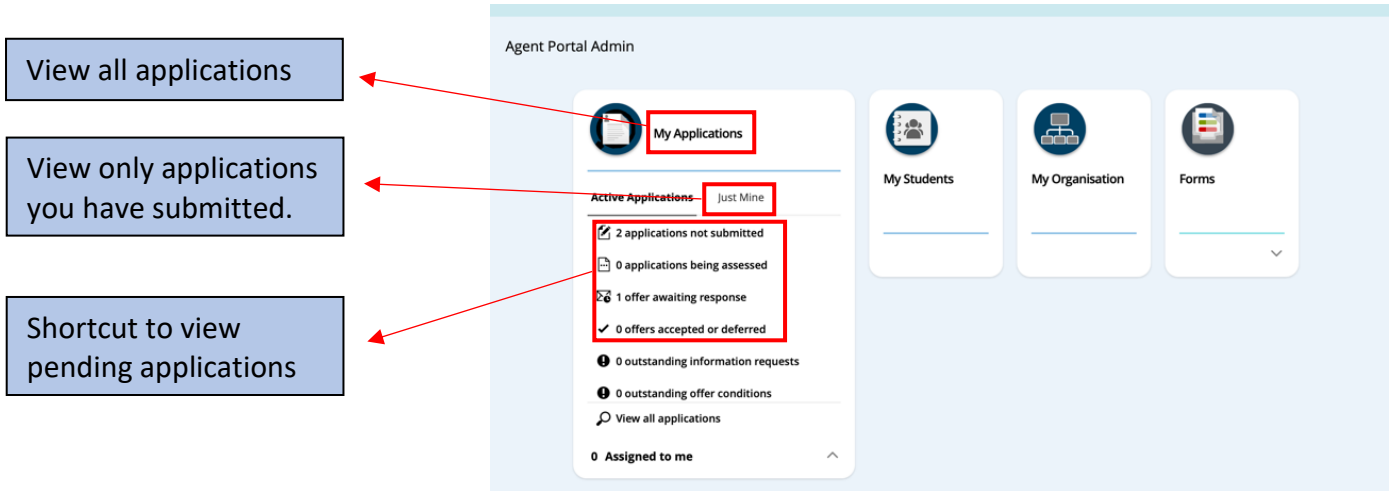 Agent Portal Admin
View all applications
View only applications
you have submitted.
Shortcut to view
pending applications
My Applications
Active Applications Just Mine
2 applications not submitted
0 applications being assessed
1 offer awaiting response
0 offers accepted or deferred
0 outstanding information requests
0 outstanding offer conditions
View all applications
0 Assigned to me
My Students
My Organisation
Forms